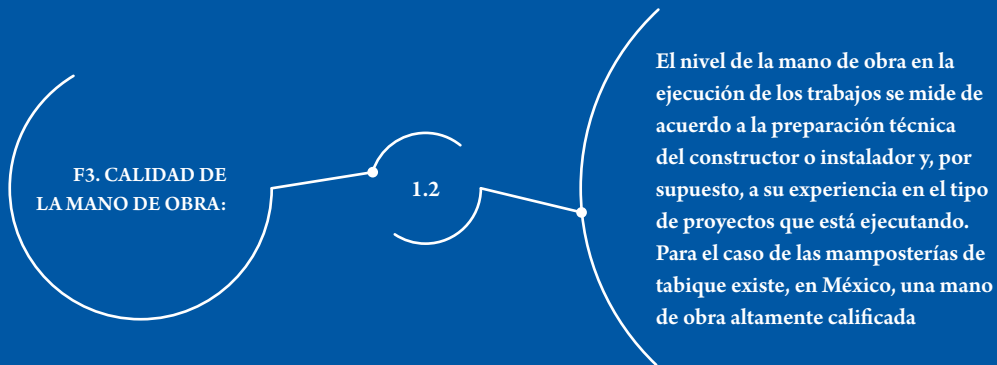 F3. CALIDAD DE
LA MANO DE OBRA:
1.2
El nivel de la mano de obra en la
ejecución de los trabajos se mide de
acuerdo a la preparación técnica
del constructor o instalador y, por
supuesto, a su experiencia en el tipo
de proyectos que está ejecutando.
Para el caso de las mamposterías de
tabique existe, en México, una mano
de obra altamente calificada